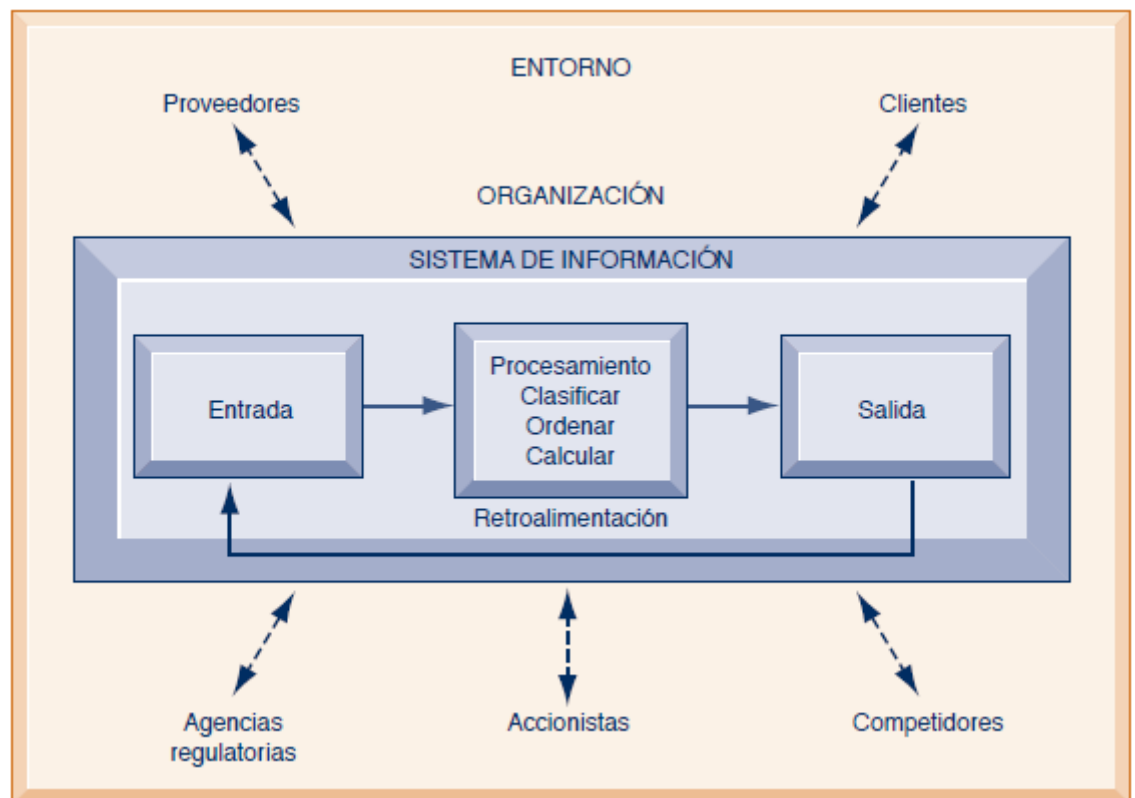 ENTORNO
Proveedores
Clientes
ORGANIZACIÓN
SISTEMA DE INFORMACIÓN
Entrada
Procesamiento
Clasificar
Ordenar
Calcular
Salida
Retroalimentación
Agencias
regulatorias
Accionistas
Competidores